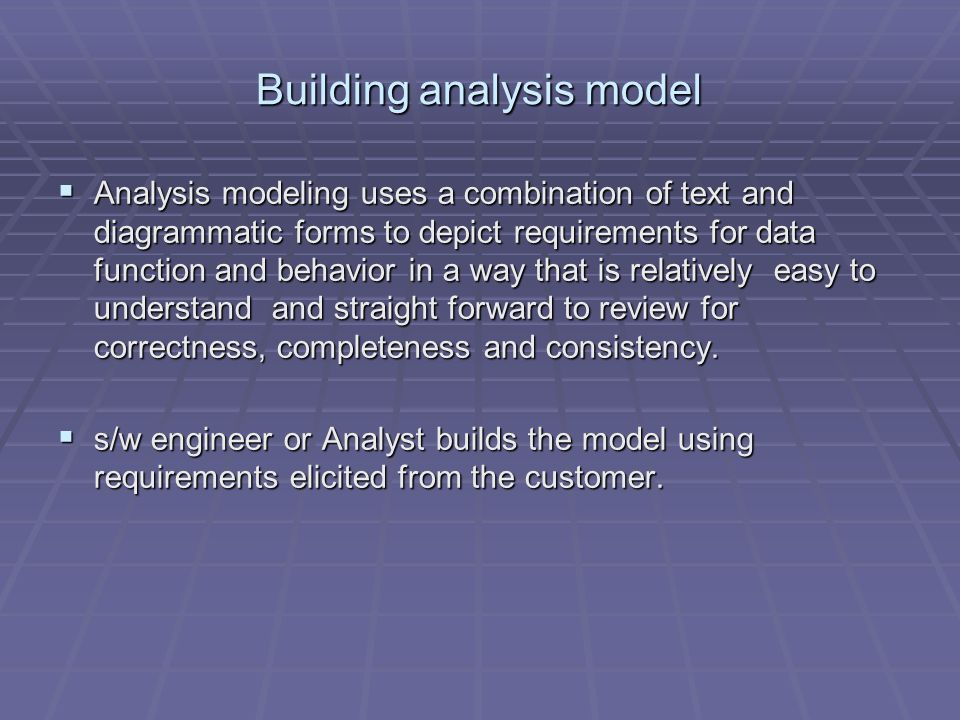 Building analysis model
▪ Analysis modeling uses a combination of text and
diagrammatic forms to depict requirements for data
function and behavior in a way that is relatively  easy to
understand  and straight forward to review for
correctness, completeness and consistency.
▪ s/w engineer or Analyst builds the model using
requirements elicited from the customer.